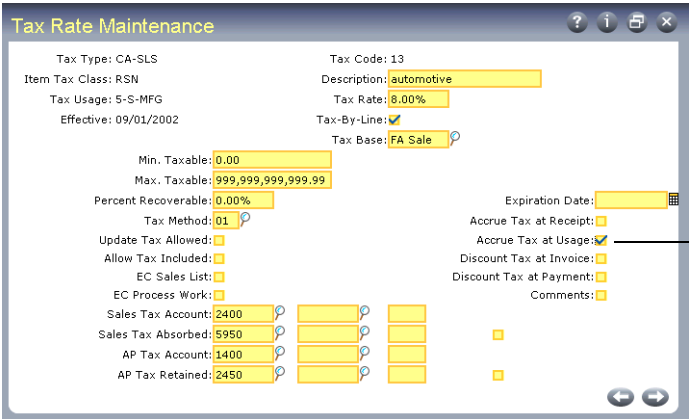 Tax Rate Maintenance
Tax Type: CA-SLS Tax Code: 13
Item Tax Class: RSN Description: automotive
Tax Usage: 5-S-MFG Tax Rate: 8.00%
Effective: 09/01/2002 Tax-By-Line:
Tax Base: FA Sale
Min. Taxable: 0.00
Max. Taxable: 999,999,999,999.99
Percent Recoverable: 0.00% Expiration Date:
Tax Method: 01 Accrue Tax at Receipt:
Update Tax Allowed: Accrue Tax at Usage:
Allow Tax Included: Discount Tax at Invoice:
EC Sales List: Discount Tax at Payment:
EC Process Work: Comments:
Sales Tax Account: 2400
Sales Tax Absorbed: 5950
AP Tax Account: 1400
AP Tax Retained: 2450